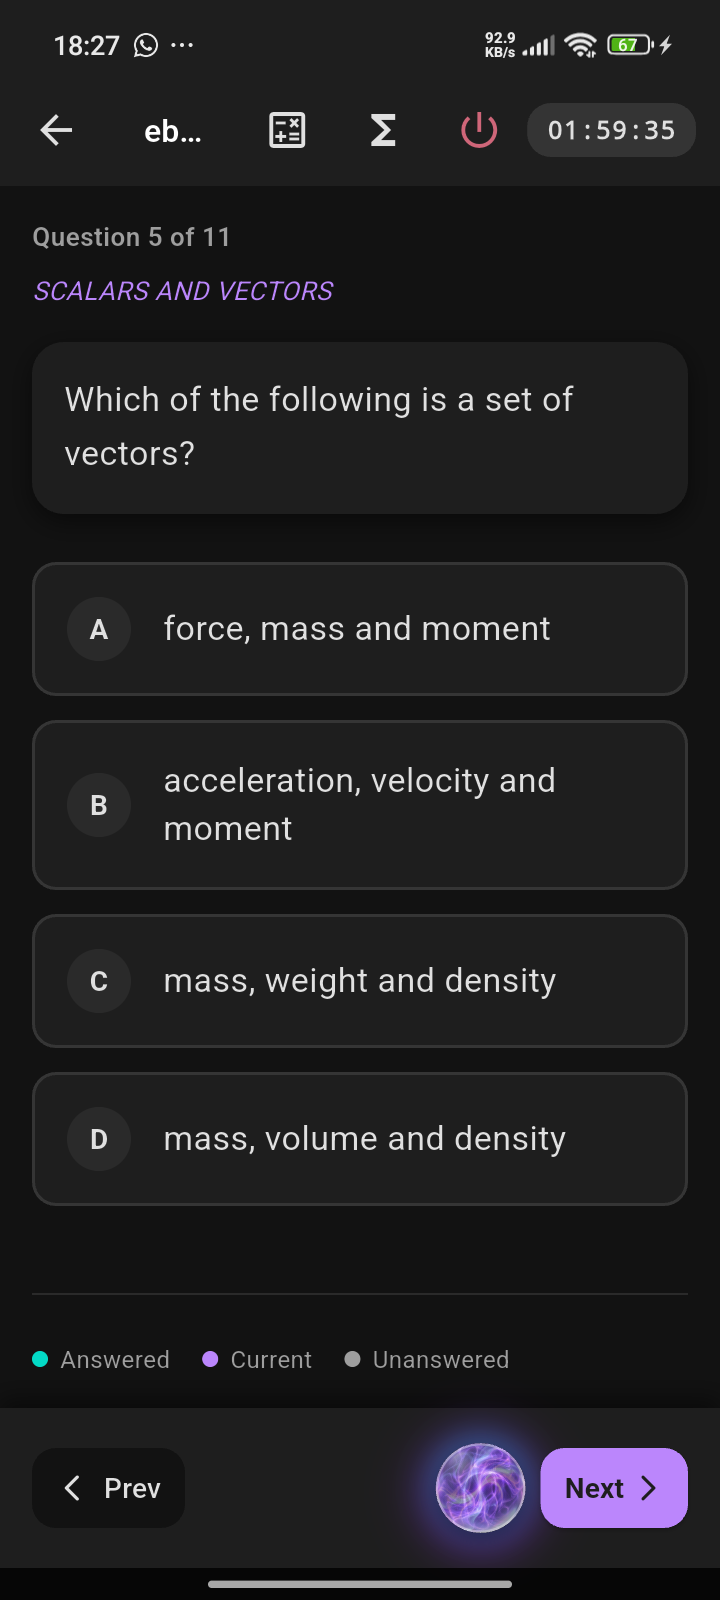 18:27
92.9
KB/s
67
eb...
01:59:35
Question 5 of 11
SCALARS AND VECTORS
Which of the following is a set of
vectors?
A force, mass and moment
B acceleration, velocity and
moment
C mass, weight and density
D mass, volume and density
Answered Current Unanswered
Prev Next